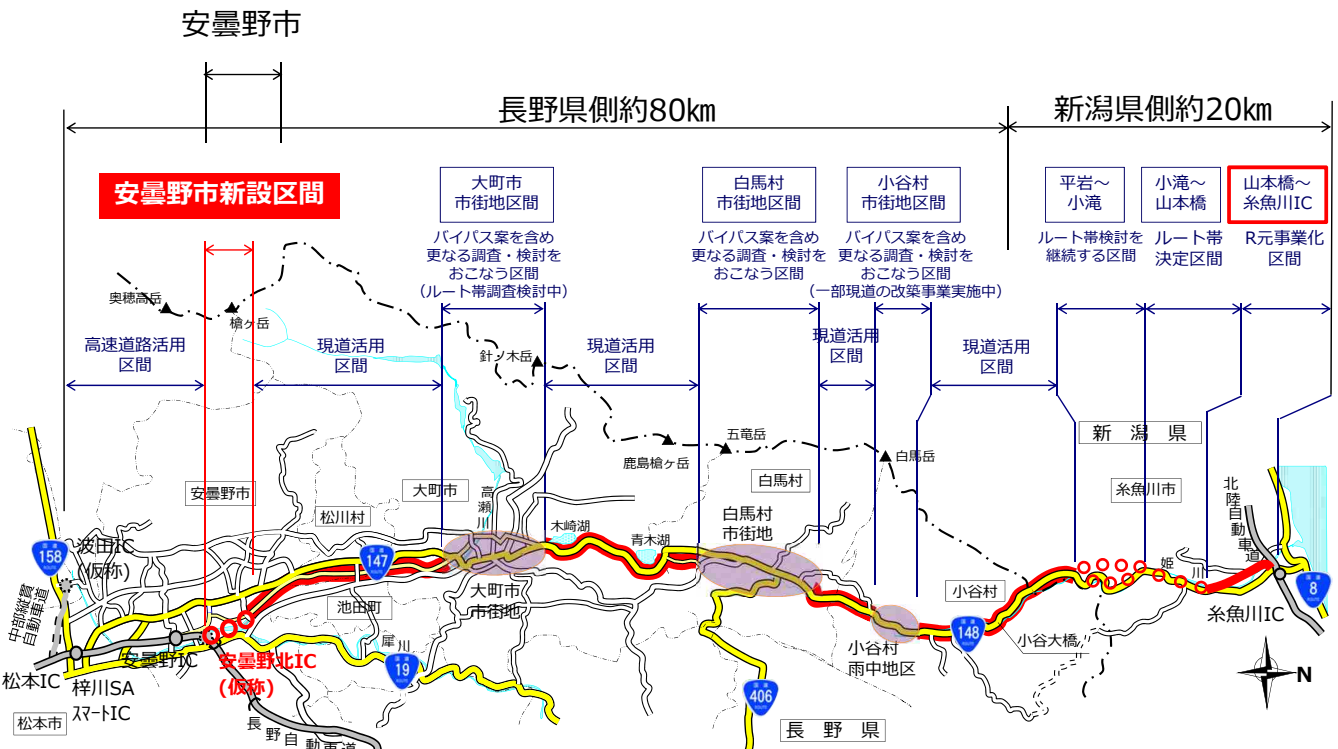 安曇野市
長野県側約80㎞
新潟県側約20㎞
安曇野市新設区間
大町市
市街地区間
白馬村
市街地区間
小谷村
市街地区間
平岩～
小滝
小滝～
山本橋
山本橋～
糸魚川IC
バイパス案を含め
更なる調査・検討を
おこなう区間
（ルート帯調査検討中）
バイパス案を含め
更なる調査・検討を
おこなう区間
バイパス案を含め
更なる調査・検討を
おこなう区間
（一部現道の改築事業実施中）
ルート帯検討を
継続する区間
ルート帯
決定区間
R元事業化
区間
奥穂高岳
槍ヶ岳
針ノ木岳
鹿島槍ヶ岳
五竜岳
白馬岳
高速道路活用
区間
現道活用
区間
現道活用
区間
現道活用
区間
現道活用
区間
新潟県
安曇野市
松川村
大町市
高瀬川
木崎湖
青木湖
白馬村
白馬村
市街地
糸魚川市
北陸自動車道
国道
158
ROUTE
波田IC
(仮称)
中部縦貫
自動車道
国道
147
ROUTE
池田町
大町市
市街地
小谷村
姫川
国道
8
ROUTE
糸魚川IC
松本IC
梓川SA
スマートIC
安曇野IC
安曇野北IC
(仮称)
犀川
国道
19
ROUTE
小谷村
雨中地区
国道
148
ROUTE
小谷大橋
国道
406
ROUTE
松本市
長野自動車道
長野県
N